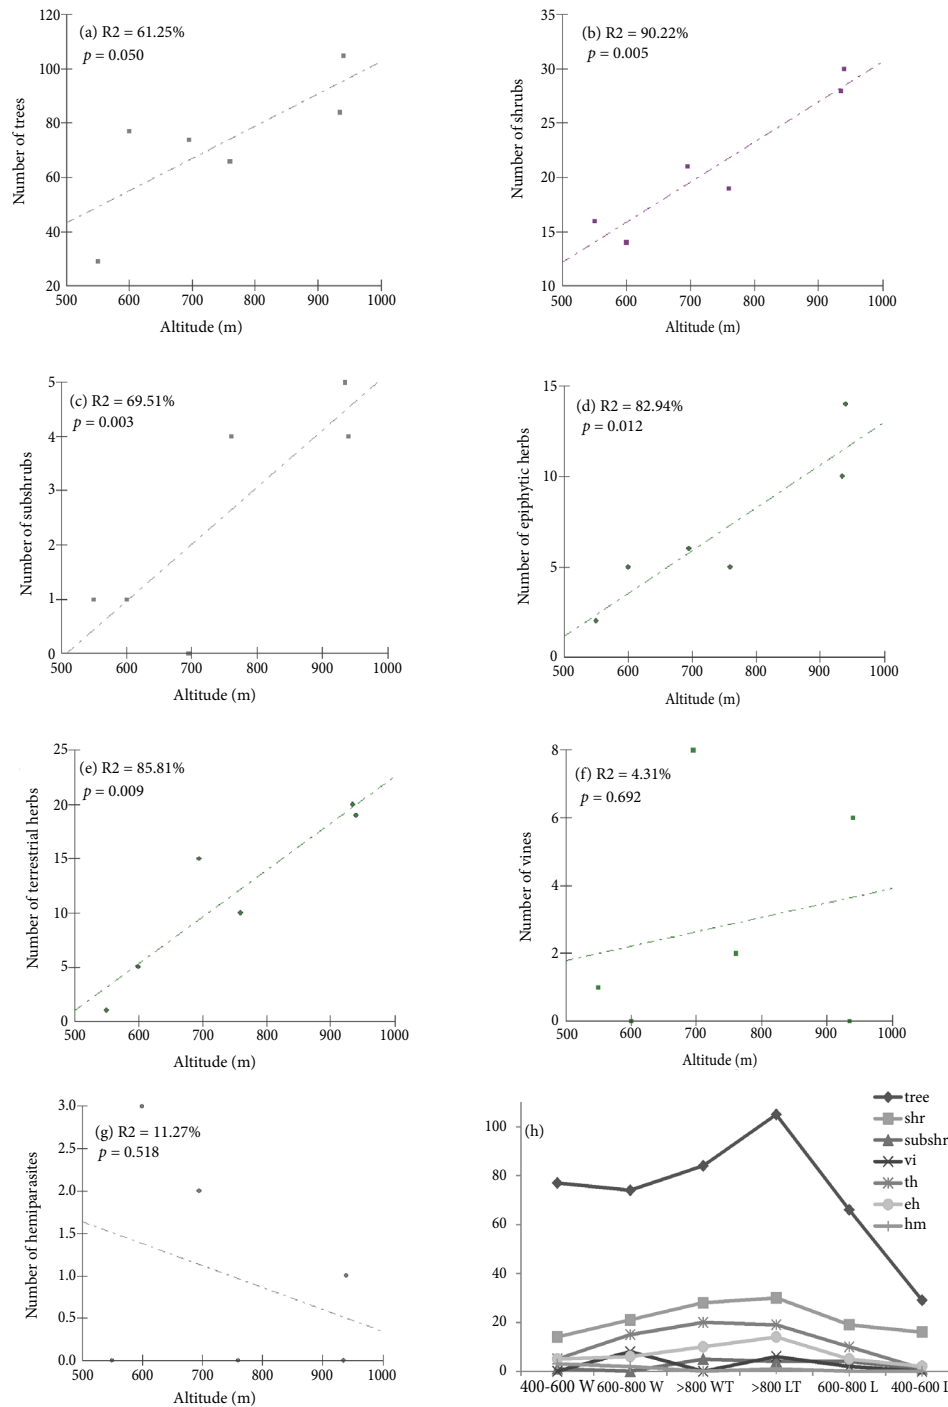 (a) R2 = 61.25%
p = 0.050
Number of trees
120
100
80
60
40
20
500 600 700 800 900 1000
Altitude (m)
(b) R2 = 90.22%
p = 0.005
Number of shrubs
35
30
25
20
15
10
500 600 700 800 900 1000
Altitude (m)
(c) R2 = 69.51%
p = 0.003
Number of subshrubs
5
4
3
2
1
0
500 600 700 800 900 1000
Altitude (m)
(d) R2 = 82.94%
p = 0.012
Number of epiphytic herbs
15
10
5
0
500 600 700 800 900 1000
Altitude (m)
(e) R2 = 85.81%
p = 0.009
Number of terrestrial herbs
25
20
15
10
5
0
500 600 700 800 900 1000
Altitude (m)
(f) R2 = 4.31%
p = 0.692
Number of vines
8
6
4
2
0
500 600 700 800 900 1000
Altitude (m)
(g) R2 = 11.27%
p = 0.518
Number of hemiparasites
3.0
2.5
2.0
1.5
1.0
0.5
0.0
500 600 700 800 900 1000
Altitude (m)
(h)
100
80
60
40
20
0
400-600 W 600-800 W >800 WT >800 LT 600-800 L 400-600 I
tree
shr
subshr
vi
th
eh
hm